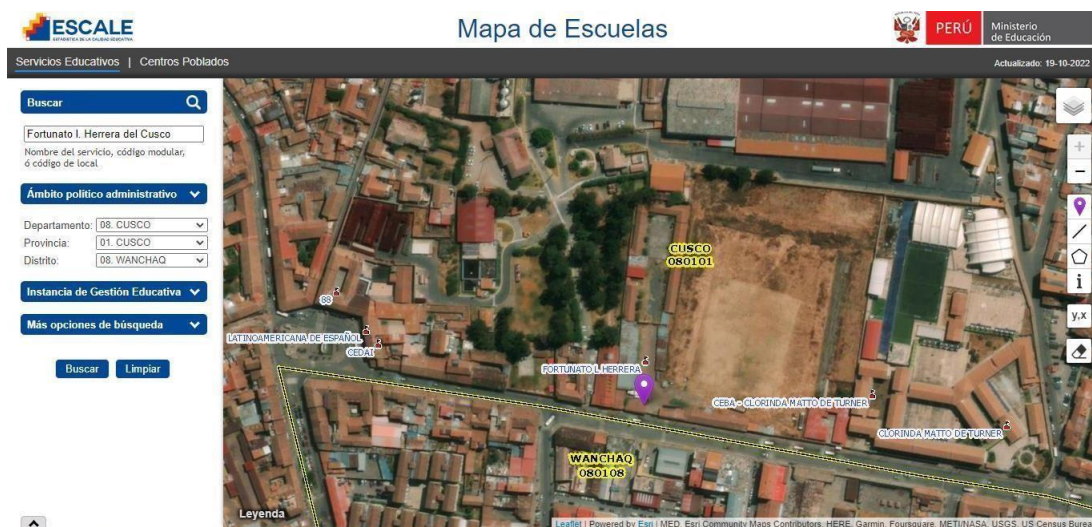 ESCALE
ESTADÍSTICA DE LA CALIDAD EDUCATIVA
Mapa de Escuelas
PERÚ
Ministerio
de Educación
Servicios Educativos | Centros Poblados
Actualizado: 19-10-2022
Buscar
Fortunato l. Herrera del Cusco
Nombre del servicio, código modular,
ó código de local
Ámbito político administrativo
Departamento: 08. CUSCO
Provincia: 01. CUSCO
Distrito: 08. WANCHAQ
Instancia de Gestión Educativa
Más opciones de búsqueda
Buscar Limpiar
CUSCO
080101
88
LATINOAMERICANA DE ESPAÑOL
CEDAI
FORTUNATO L HERRERA
CEBA - CLORINDA MATTO DE TURNER
CLORINDA MATTO DE TURNER
WANCHAQ
080108
+
−
i
y,x
Leyenda
Leaflet | Powered by Esri | MED, Esri Community Maps Contributors, HERE, Garmin, Foursquare, METI/NASA, USGS, US Census Bure